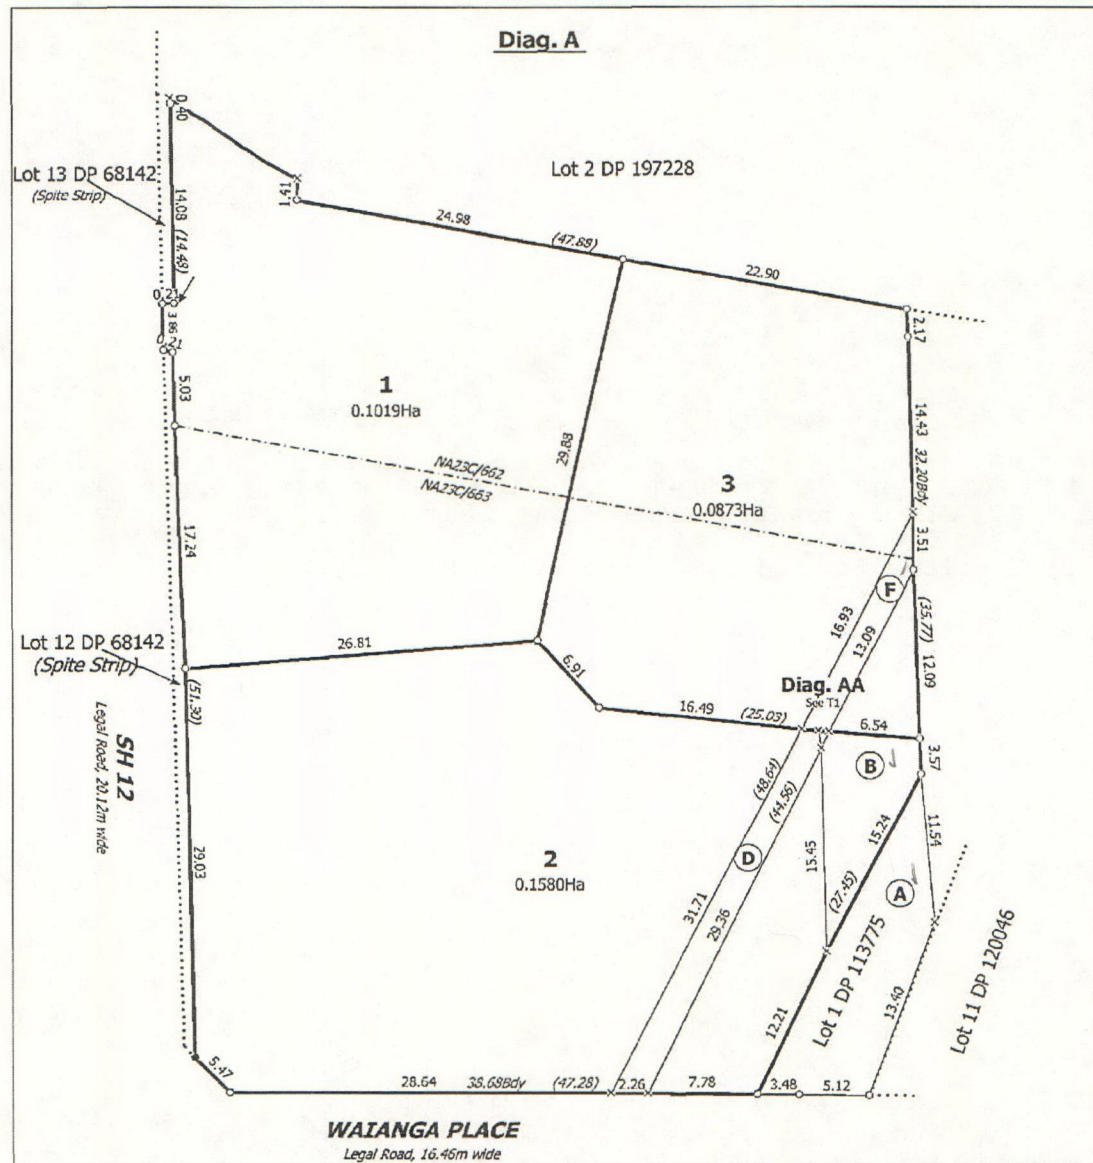 Diag. A
0.40
Lot 13 DP 68142
(Spite Strip)
Lot 2 DP 197228
14.08 (14.48)
1.41
24.98 (47.88)
22.90
0.21
3.86
0.21
2.17
5.03
1
0.1019Ha
29.88
14.43 32.20Bdy
NA23C/662
NA23C/663
3
0.0873Ha
3.51
17.24
F
16.93
13.09
(35.77) 12.09
Lot 12 DP 68142
(Spite Strip)
26.81
6.91
Diag. AA
See T1
16.49 (25.03)
6.54
(51.30)
SH 12
Legal Road, 20.12m wide
B
3.57
(48.64)
(44.56)
15.24
11.54
29.03
2
0.1580Ha
D
15.45
(27.45)
A
31.71
29.36
Lot 1 DP 113775
Lot 11 DP 120046
12.21
13.40
5.47
28.64 38.68Bdy (47.28) 2.26 7.78 3.48 5.12
WAIANGA PLACE
Legal Road, 16.46m wide